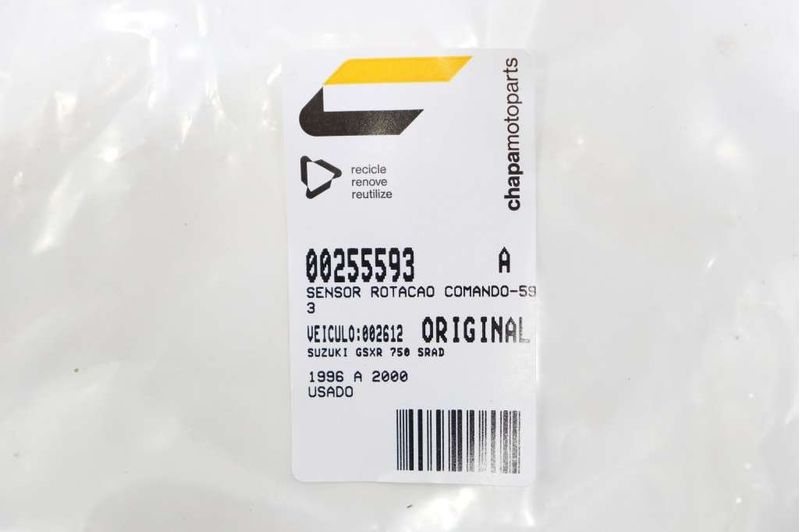 chapamotoparts
recicle
renove
reutilize
00255593 A
SENSOR ROTACAO COMANDO-59
3
VEICULO:002612 ORIGINAL
SUZUKI GSXR 750 SRAD
1996 A 2000
USADO